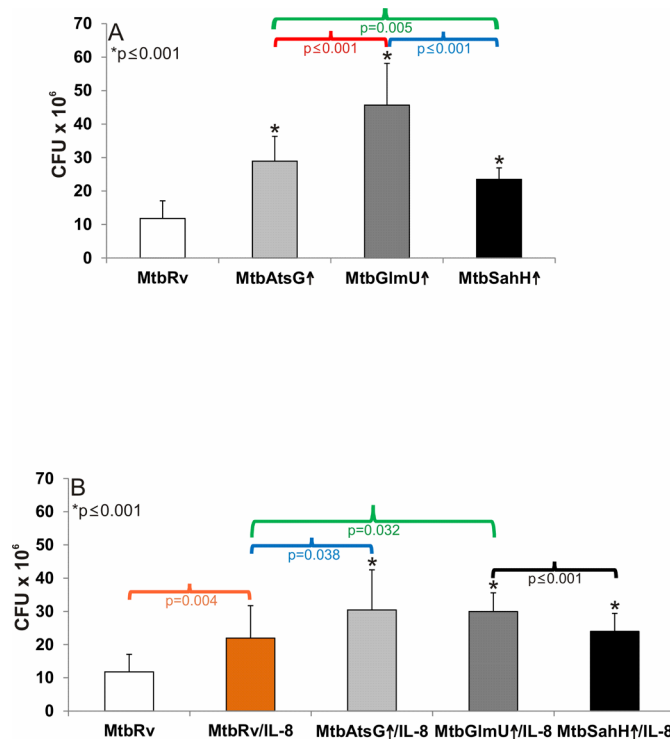 A
*p≤0.001
p=0.005
p≤0.001
p≤0.001
CFU x 10⁶
70
60
50
40
30
20
10
0
*
*
*
MtbRv
MtbAtsG↑
MtbGlmU↑
MtbSahH↑
B
*p≤0.001
p=0.032
p=0.038
p=0.004
p≤0.001
CFU x 10⁶
70
60
50
40
30
20
10
0
*
*
*
MtbRv
MtbRv/IL-8
MtbAtsG↑/IL-8
MtbGlmU↑/IL-8
MtbSahH↑/IL-8